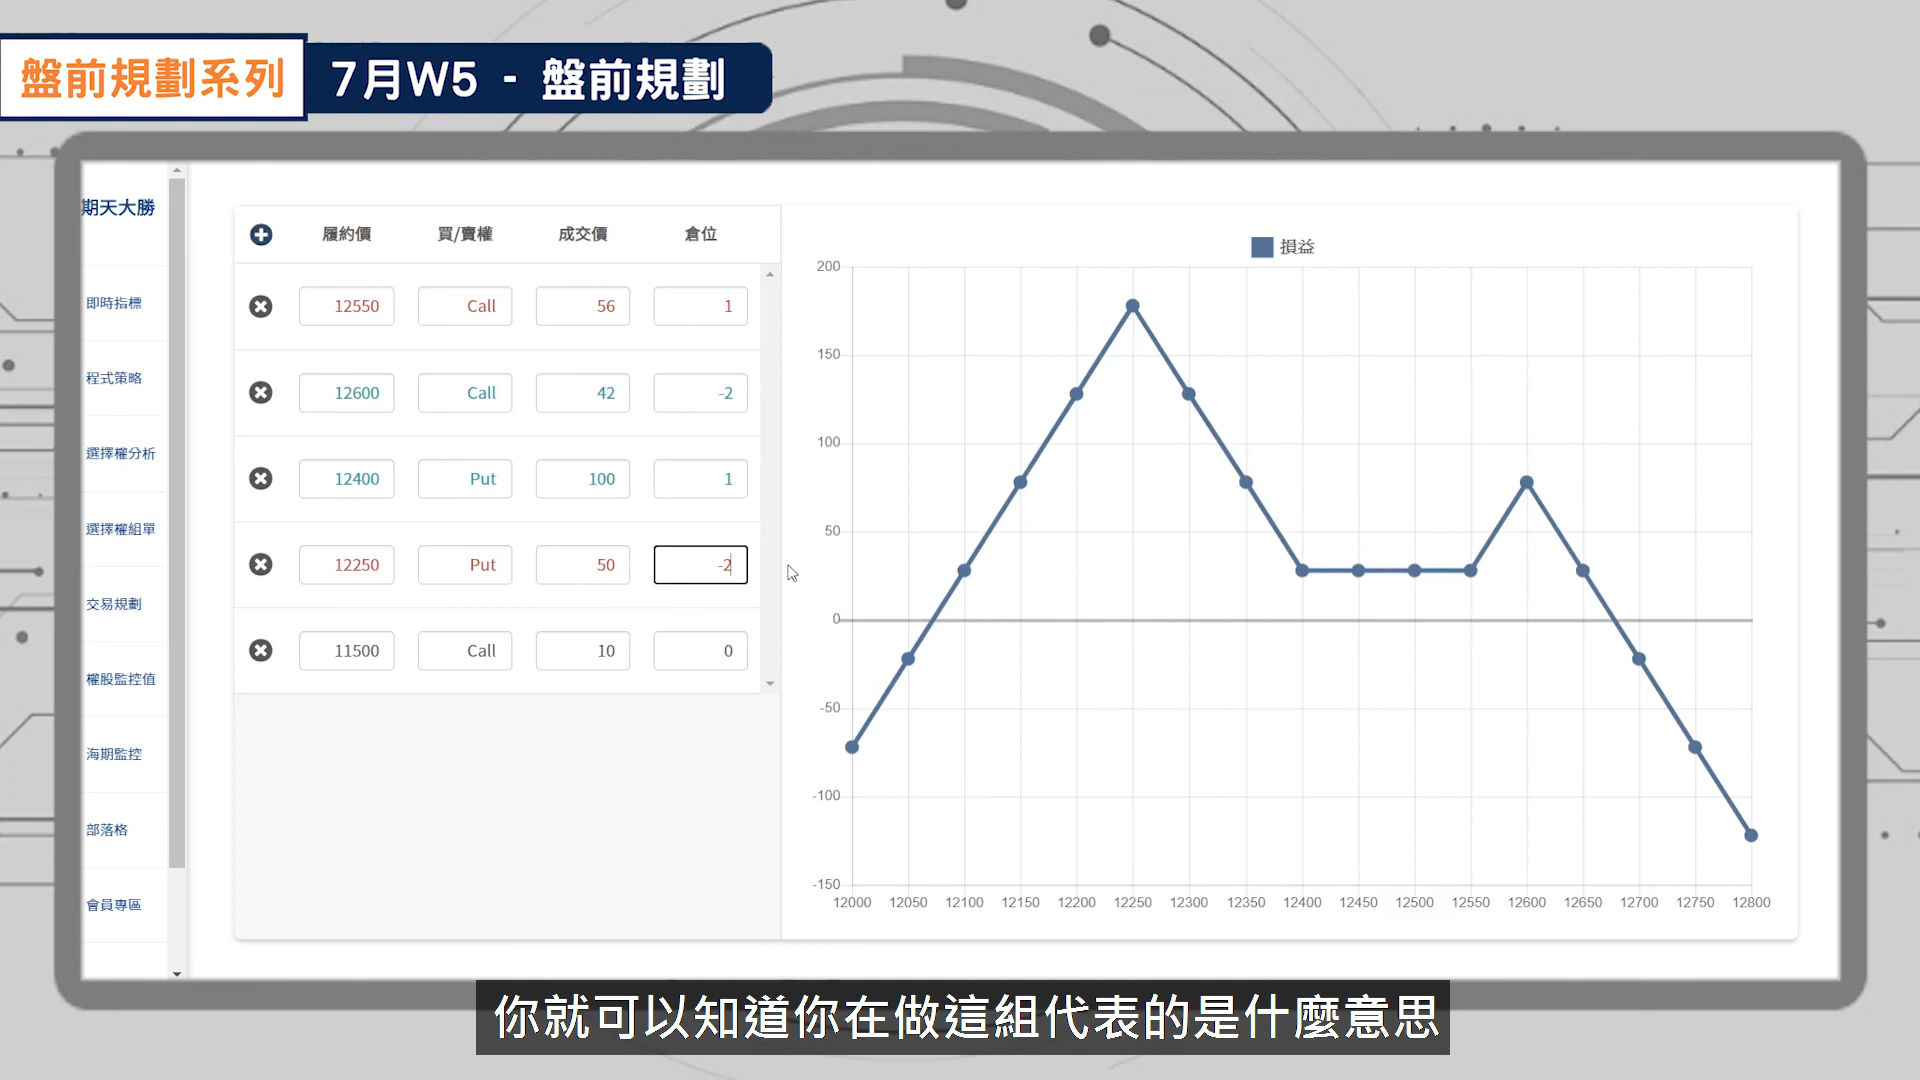 盤前規劃系列
7月W5 - 盤前規劃
期天大勝
即時指標
程式策略
選擇權分析
選擇權組單
交易規劃
權股監控值
海期監控
部落格
會員專區
履約價 買/賣權 成交價 倉位
12550 Call 56 1
12600 Call 42 -2
12400 Put 100 1
12250 Put 50 -2
11500 Call 10 0
損益
200
150
100
50
0
-50
-100
-150
12000 12050 12100 12150 12200 12250 12300 12350 12400 12450 12500 12550 12600 12650 12700 12750 12800
你就可以知道你在做這組代表的是什麼意思